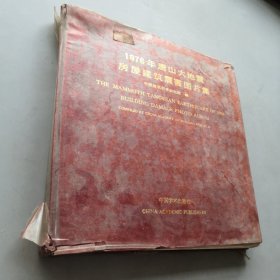 1976年唐山大地震
房屋建筑震害图片集
THE MAMMOTH TANGSHAN EARTHQUAKE OF 1976
BUILDING DAMAGE PHOTO ALBUM
中国学术出版社
CHINA ACADEMIC PUBLISHERS